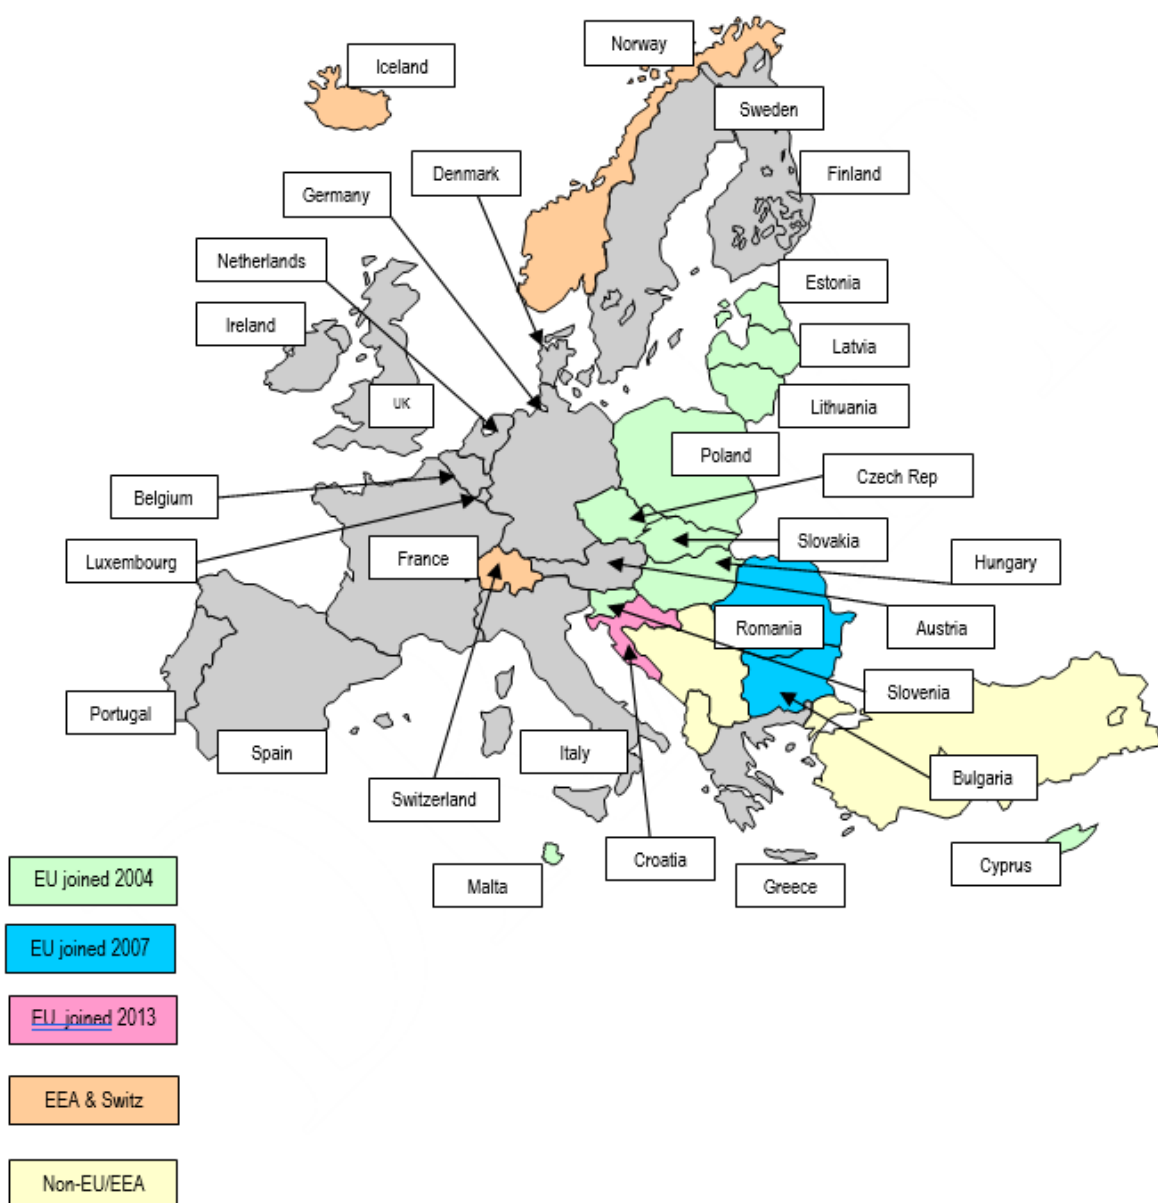 Norway
Iceland
Sweden
Denmark
Finland
Germany
Netherlands
Estonia
Ireland
Latvia
UK
Lithuania
Poland
Czech Rep
Belgium
Slovakia
Luxembourg
France
Hungary
Romania
Austria
Slovenia
Portugal
Spain
Italy
Bulgaria
Switzerland
Croatia
Cyprus
Malta
Greece
EU joined 2004
EU joined 2007
EU joined 2013
EEA & Switz
Non-EU/EEA